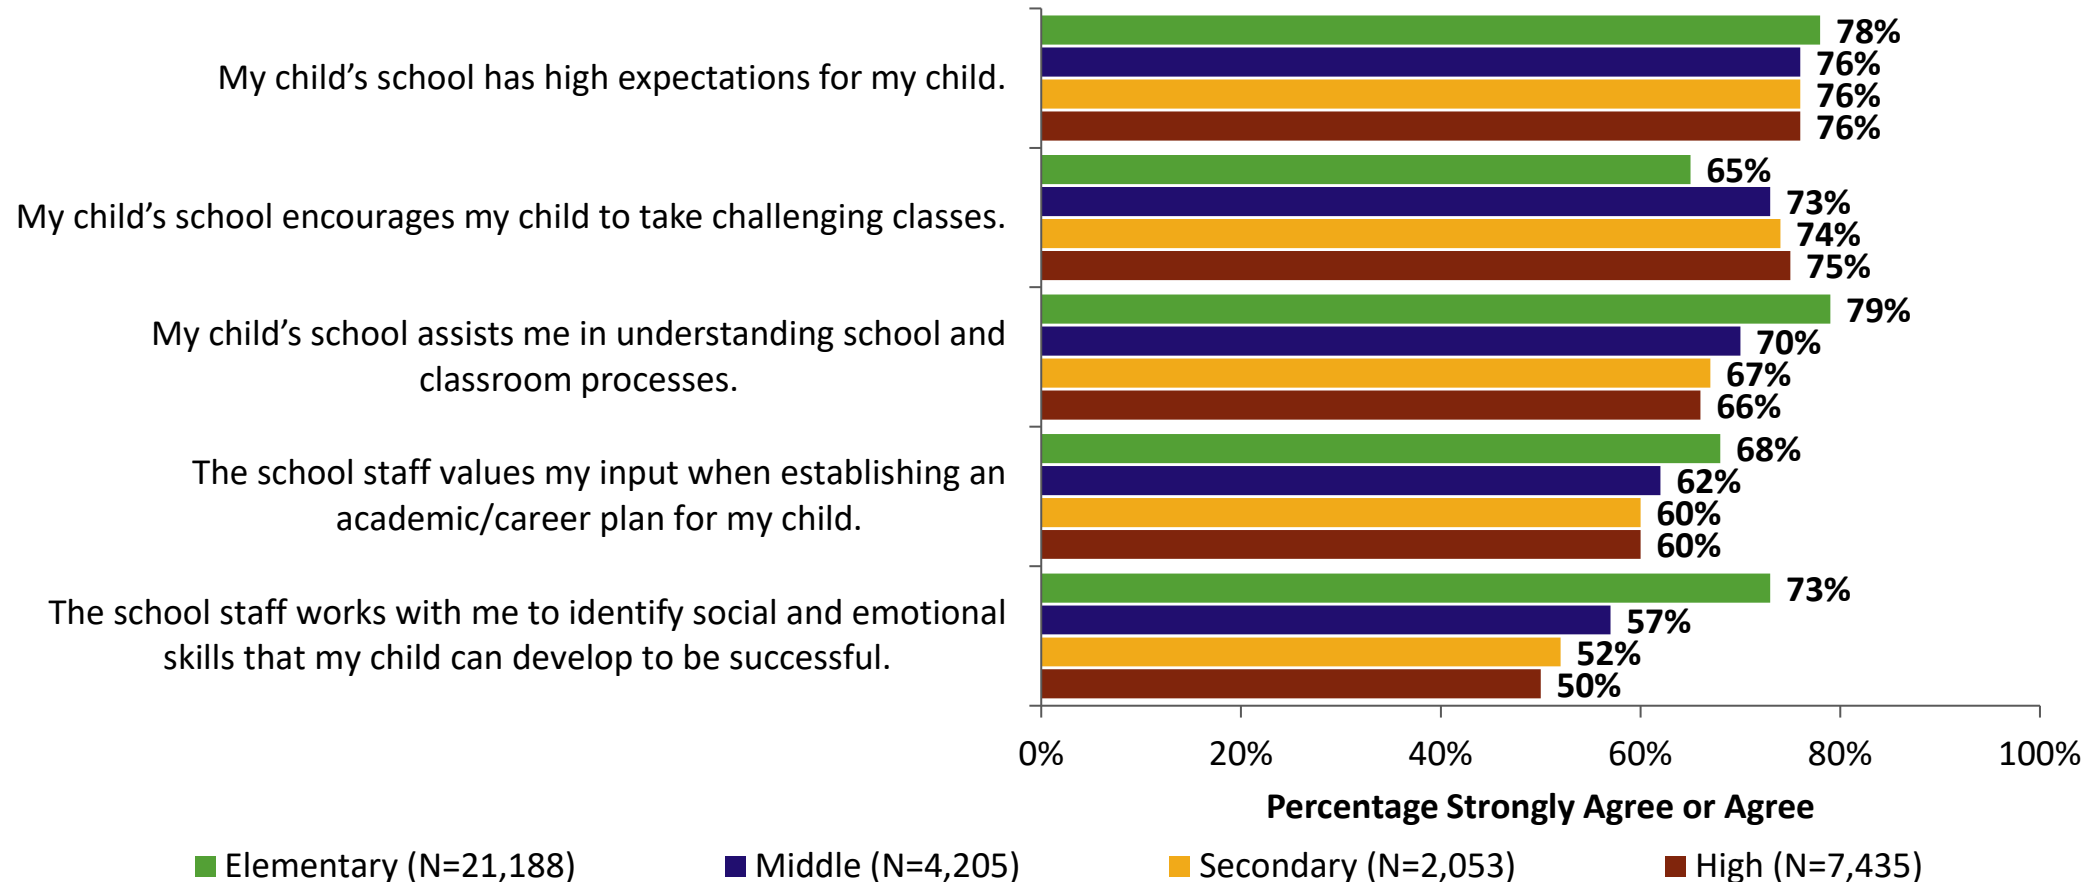 My child’s school has high expectations for my child.
78%
76%
76%
76%
My child’s school encourages my child to take challenging classes.
65%
73%
74%
75%
My child’s school assists me in understanding school and
classroom processes.
79%
70%
67%
66%
The school staff values my input when establishing an
academic/career plan for my child.
68%
62%
60%
60%
The school staff works with me to identify social and emotional
skills that my child can develop to be successful.
73%
57%
52%
50%
0% 20% 40% 60% 80% 100%
Percentage Strongly Agree or Agree
Elementary (N=21,188) Middle (N=4,205) Secondary (N=2,053) High (N=7,435)